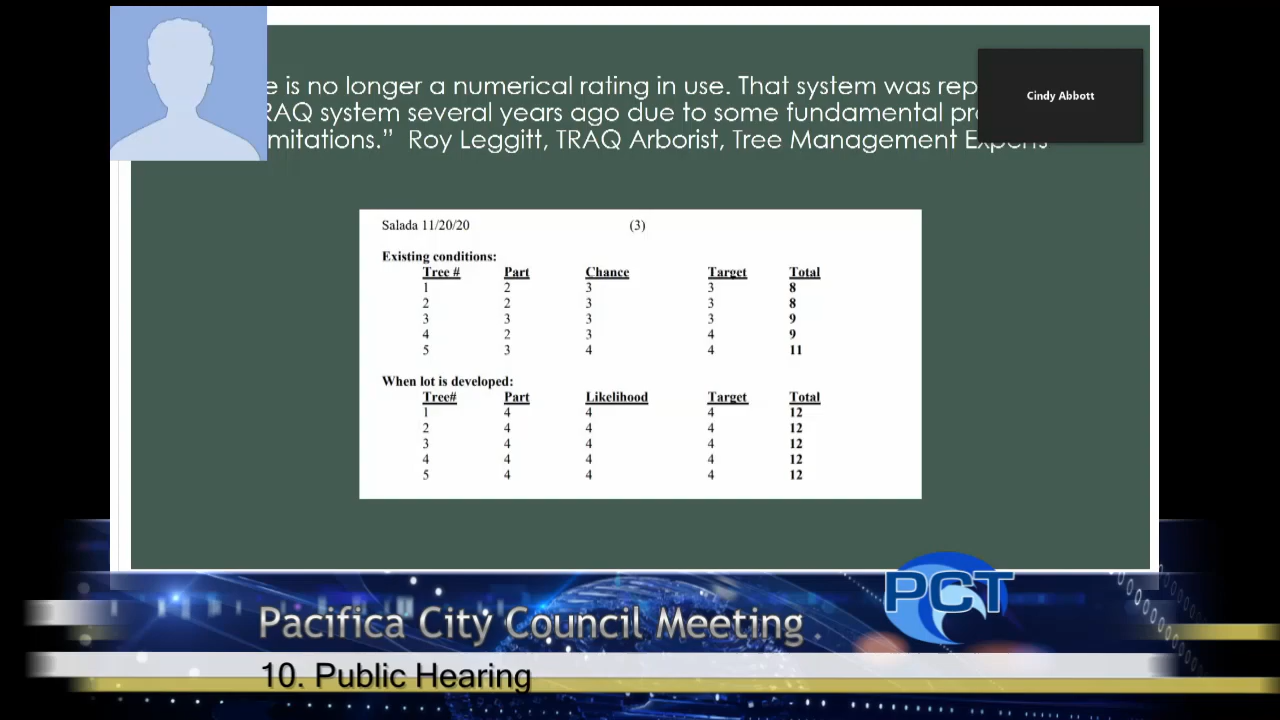 e is no longer a numerical rating in use. That system was rep
RAQ system several years ago due to some fundamental pr
mitations.” Roy Leggitt, TRAQ Arborist, Tree Management Experts
Cindy Abbott
Salada 11/20/20 (3)
Existing conditions:
Tree # Part Chance Target Total
1 2 3 3 8
2 2 3 3 8
3 3 3 3 9
4 2 3 4 9
5 3 4 4 11
When lot is developed:
Tree# Part Likelihood Target Total
1 4 4 4 12
2 4 4 4 12
3 4 4 4 12
4 4 4 4 12
5 4 4 4 12
PCT
Pacifica City Council Meeting
10. Public Hearing